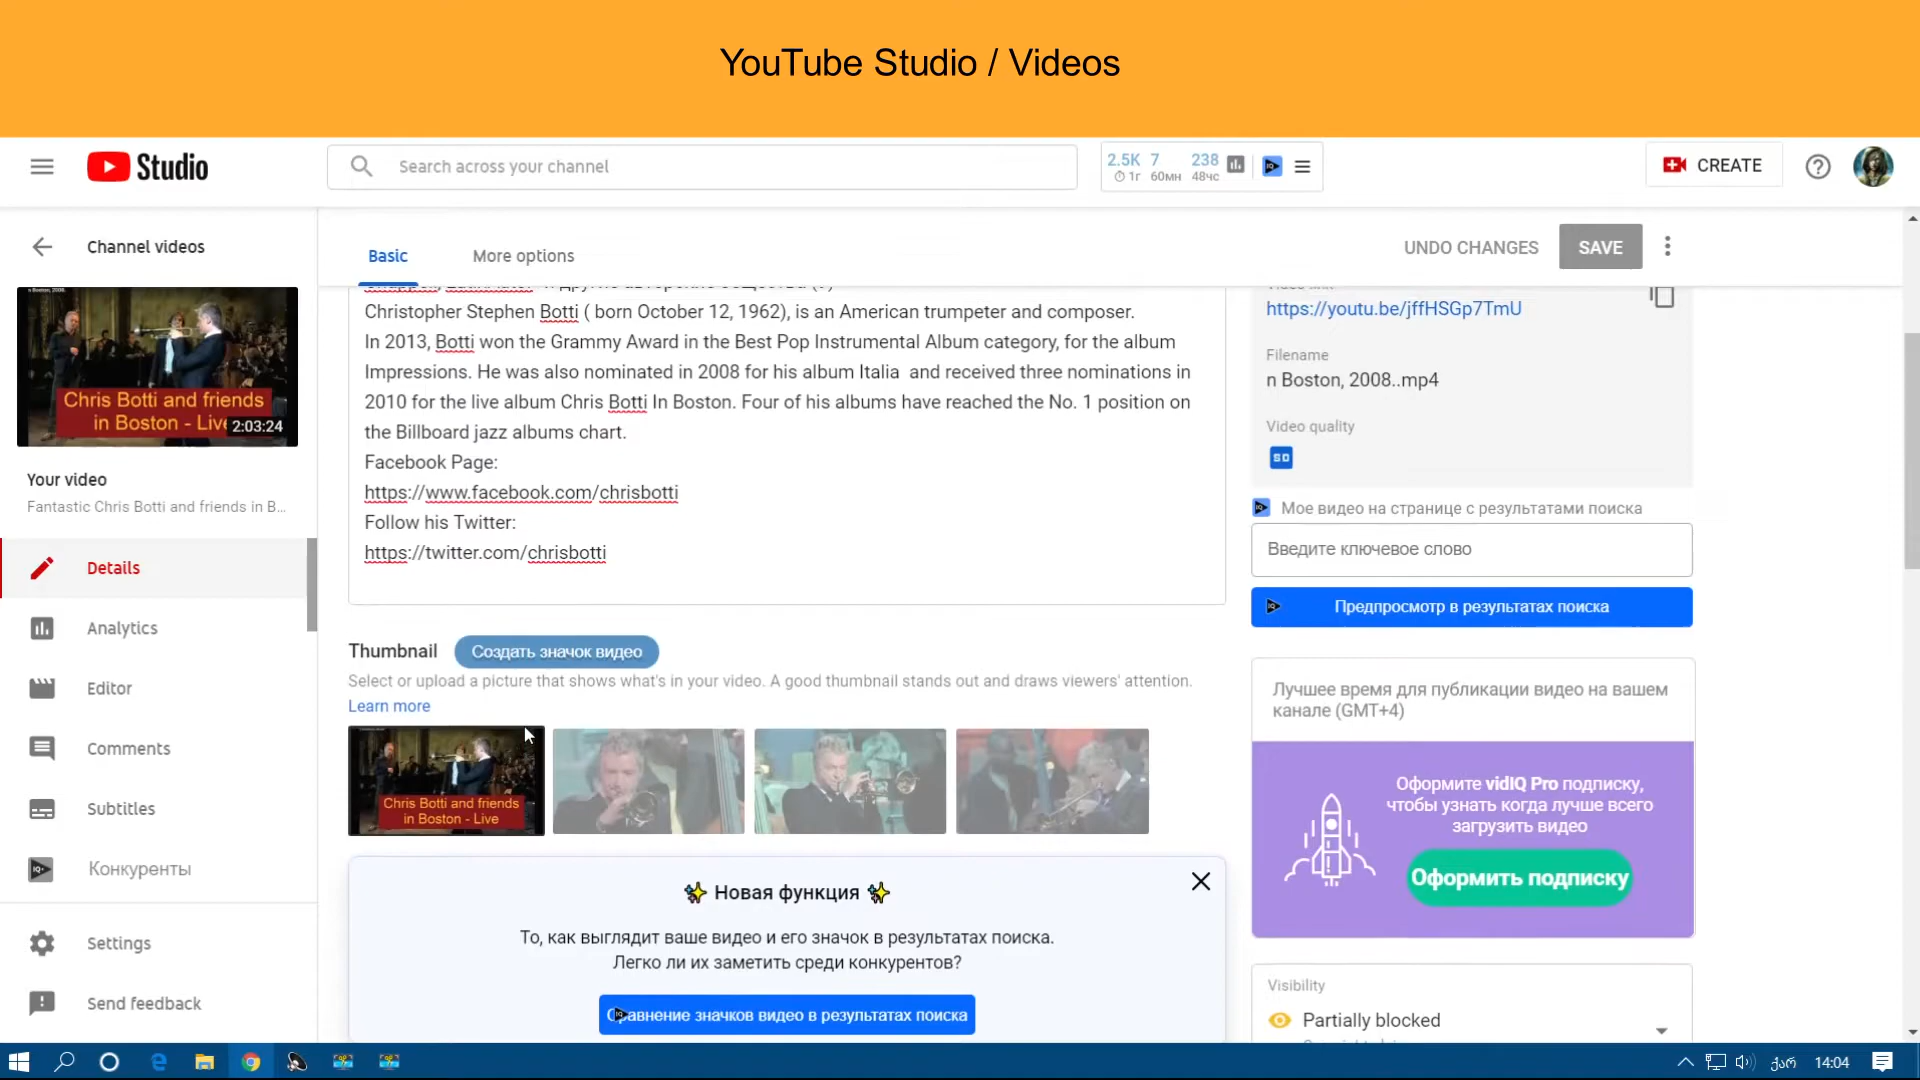 YouTube Studio / Videos
Studio
Search across your channel
2.5K 7 238
1г 60мн 48чс
CREATE
Channel videos
Basic
More options
UNDO CHANGES
SAVE
Chris Botti and friends
in Boston - Live
2:03:24
Your video
Fantastic Chris Botti and friends in B...
Details
Analytics
Editor
Comments
Subtitles
Конкуренты
Settings
Send feedback
Christopher Stephen Botti ( born October 12, 1962), is an American trumpeter and composer.
In 2013, Botti won the Grammy Award in the Best Pop Instrumental Album category, for the album
Impressions. He was also nominated in 2008 for his album Italia  and received three nominations in
2010 for the live album Chris Botti In Boston. Four of his albums have reached the No. 1 position on
the Billboard jazz albums chart.
Facebook Page:
https://www.facebook.com/chrisbotti
Follow his Twitter:
https://twitter.com/chrisbotti
Thumbnail
Создать значок видео
Select or upload a picture that shows what's in your video. A good thumbnail stands out and draws viewers' attention.
Learn more
Chris Botti and friends
in Boston - Live
✨ Новая функция ✨
То, как выглядит ваше видео и его значок в результатах поиска.
Легко ли их заметить среди конкурентов?
Сравнение значков видео в результатах поиска
https://youtu.be/jffHSGp7TmU
Filename
n Boston, 2008..mp4
Video quality
SD
Мое видео на странице с результатами поиска
Введите ключевое слово
Предпросмотр в результатах поиска
Лучшее время для публикации видео на вашем
канале (GMT+4)
Оформите vidIQ Pro подписку,
чтобы узнать когда лучше всего
загрузить видео
Оформить подписку
Visibility
Partially blocked
ქარ
14:04